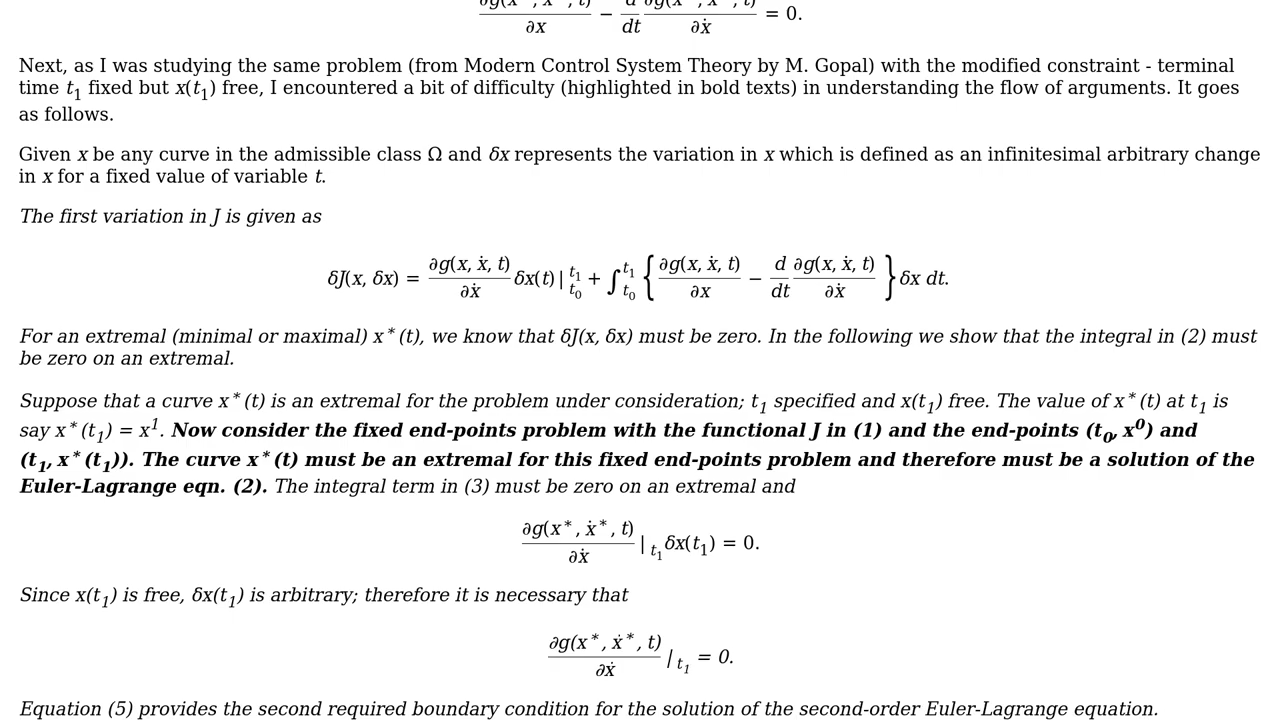 ∂g(x*, ẋ*, t)/∂x − d/dt ∂g(x*, ẋ*, t)/∂ẋ = 0.
Next, as I was studying the same problem (from Modern Control System Theory by M. Gopal) with the modified constraint - terminal
time t₁ fixed but x(t₁) free, I encountered a bit of difficulty (highlighted in bold texts) in understanding the flow of arguments. It goes
as follows.
Given x be any curve in the admissible class Ω and δx represents the variation in x which is defined as an infinitesimal arbitrary change
in x for a fixed value of variable t.
The first variation in J is given as
δJ(x, δx) = ∂g(x, ẋ, t)/∂ẋ δx(t) |_{t₀}^{t₁} + ∫_{t₀}^{t₁} { ∂g(x, ẋ, t)/∂x − d/dt ∂g(x, ẋ, t)/∂ẋ } δx dt.
For an extremal (minimal or maximal) x*(t), we know that δJ(x, δx) must be zero. In the following we show that the integral in (2) must
be zero on an extremal.
Suppose that a curve x*(t) is an extremal for the problem under consideration; t₁ specified and x(t₁) free. The value of x*(t) at t₁ is
say x*(t₁) = x¹. Now consider the fixed end-points problem with the functional J in (1) and the end-points (t₀, x⁰) and
(t₁, x*(t₁)). The curve x*(t) must be an extremal for this fixed end-points problem and therefore must be a solution of the
Euler-Lagrange eqn. (2). The integral term in (3) must be zero on an extremal and
∂g(x*, ẋ*, t)/∂ẋ |_{t₁} δx(t₁) = 0.
Since x(t₁) is free, δx(t₁) is arbitrary; therefore it is necessary that
∂g(x*, ẋ*, t)/∂ẋ |_{t₁} = 0.
Equation (5) provides the second required boundary condition for the solution of the second-order Euler-Lagrange equation.